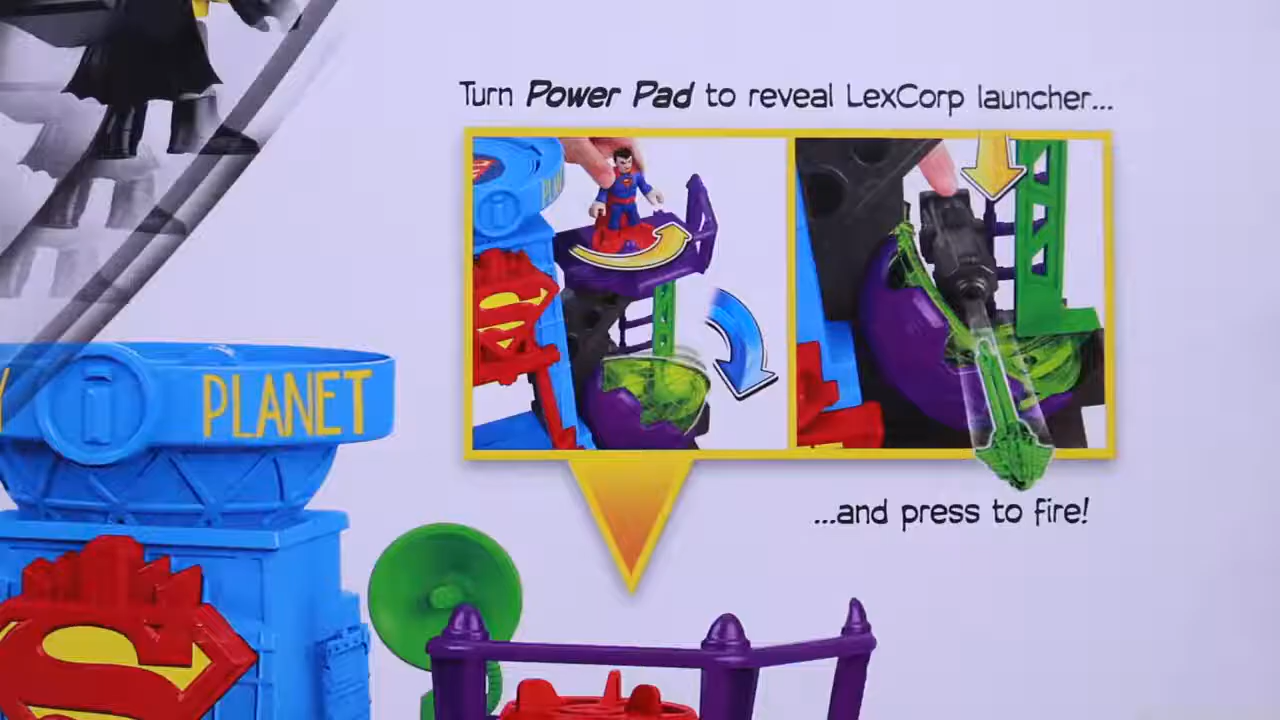 Turn Power Pad to reveal LexCorp launcher...
...and press to fire!
Y PLANET